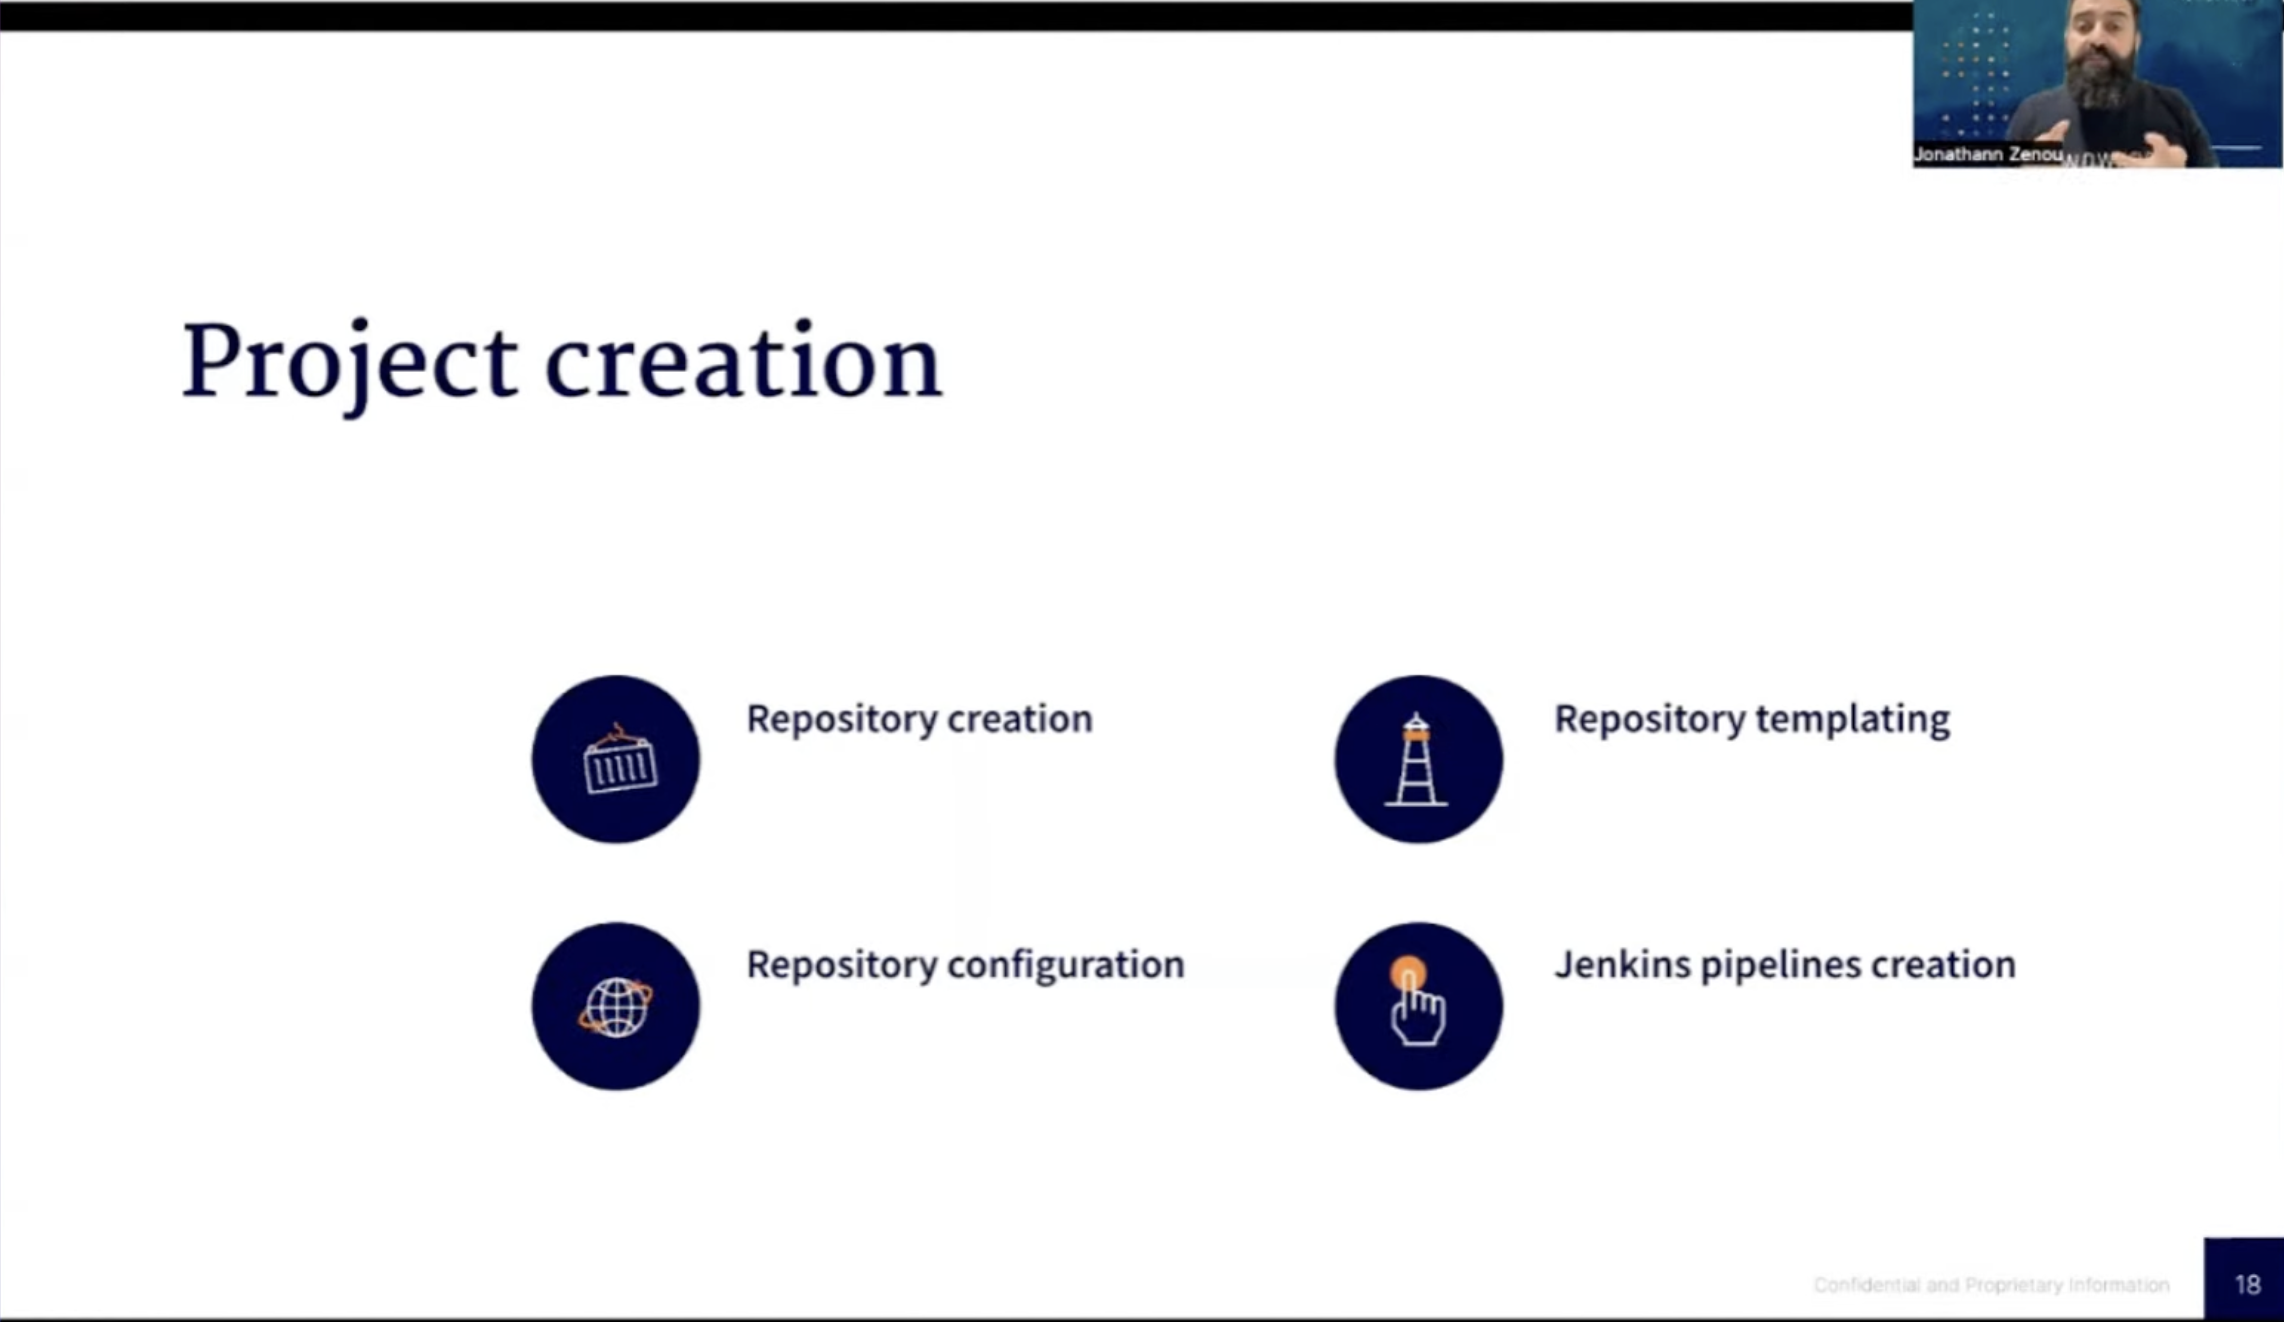 Jonathann Zenou
Project creation
Repository creation
Repository templating
Repository configuration
Jenkins pipelines creation
Confidential and Proprietary Information
18